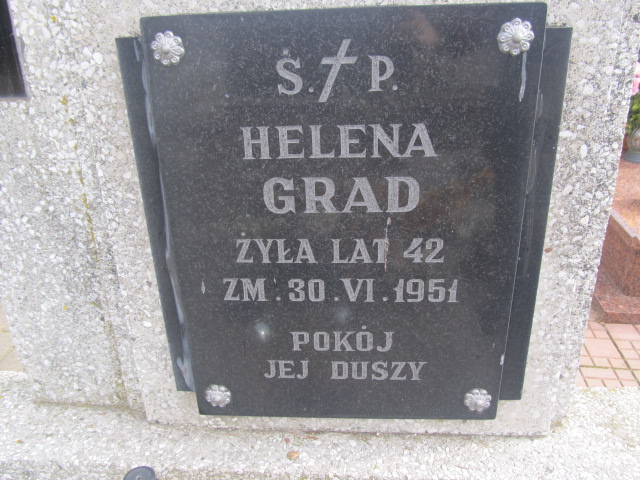 Ś. P.
HELENA
GRAD
ŻYŁA LAT 42
ZM. 30.VI.1951
POKÓJ
JEJ DUSZY